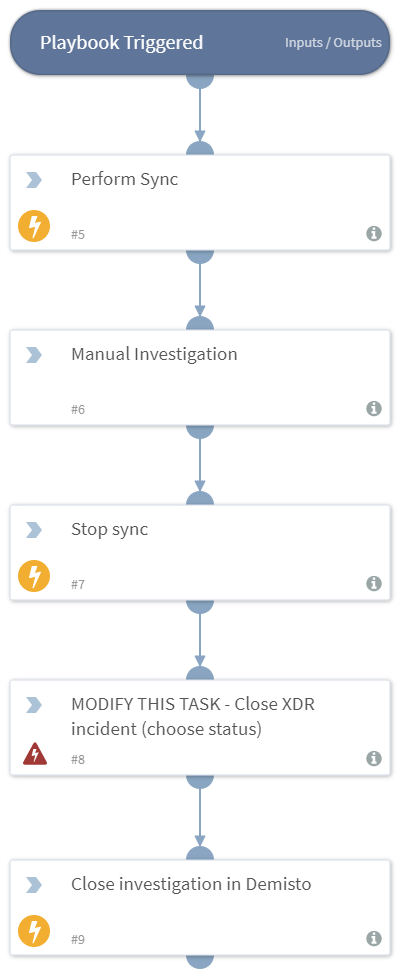 Playbook Triggered
Inputs / Outputs
Perform Sync
#5
Manual Investigation
#6
Stop sync
#7
MODIFY THIS TASK - Close XDR
incident (choose status)
#8
Close investigation in Demisto
#9